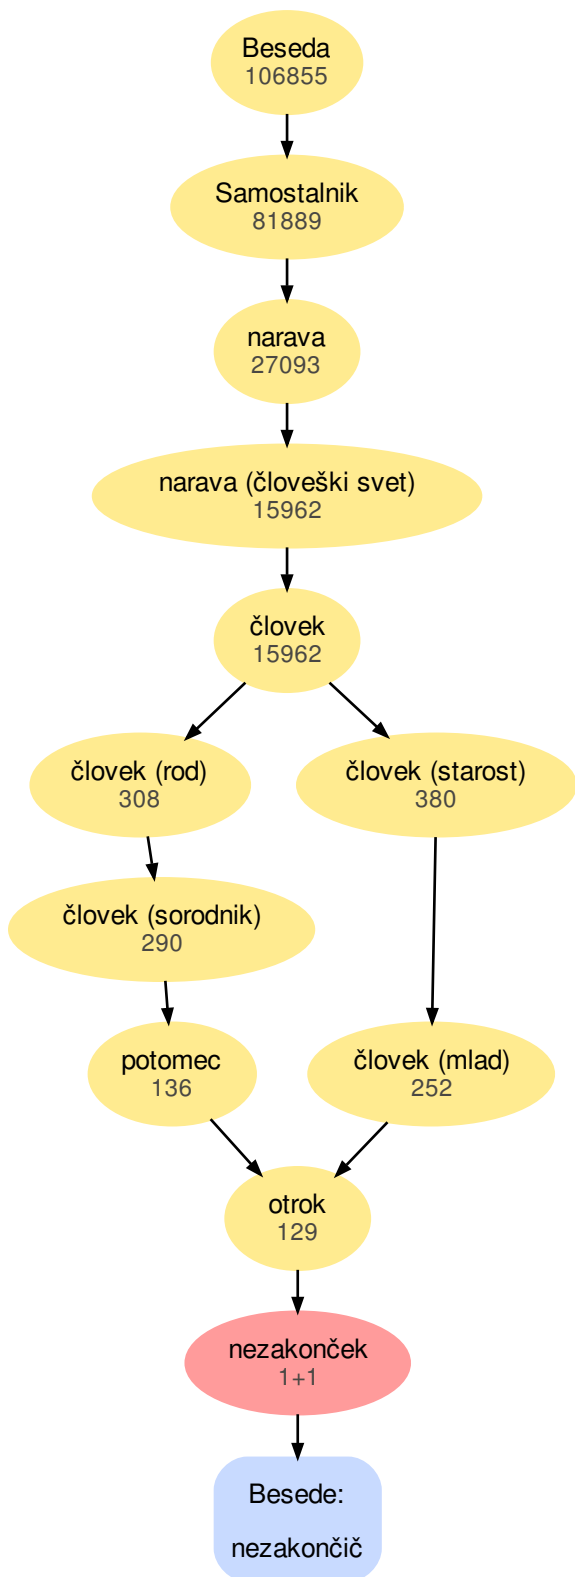 Beseda
106855
Samostalnik
81889
narava
27093
narava (človeški svet)
15962
človek
15962
človek (rod)
308
človek (starost)
380
človek (sorodnik)
290
potomec
136
človek (mlad)
252
otrok
129
nezakonček
1+1
Besede:
nezakončič